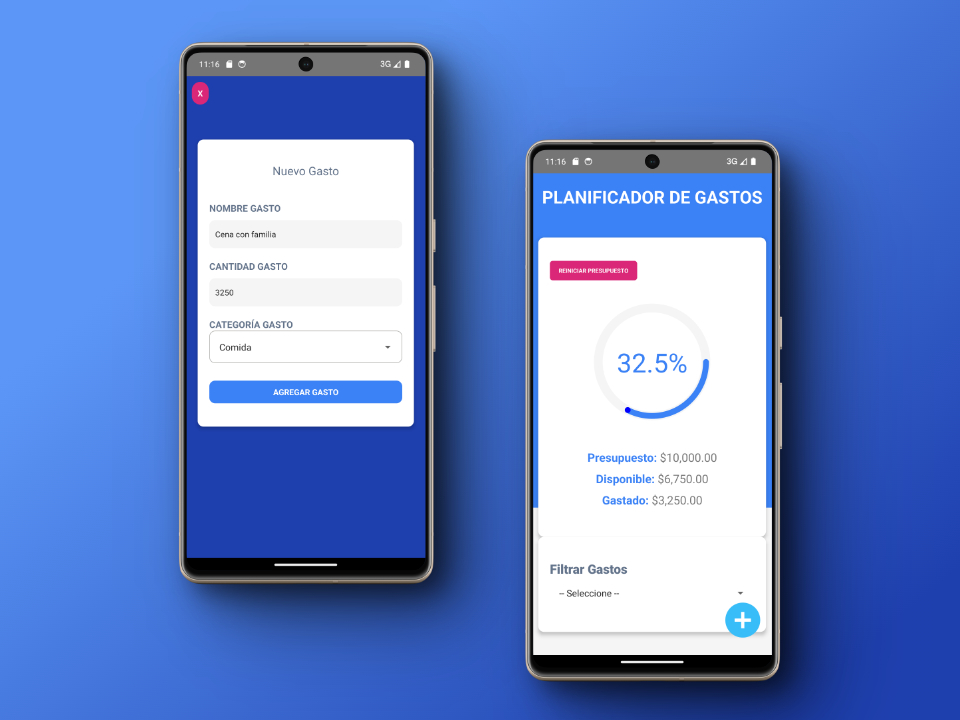 11:16
3G
X
Nuevo Gasto
NOMBRE GASTO
Cena con familia
CANTIDAD GASTO
3250
CATEGORÍA GASTO
Comida
AGREGAR GASTO
11:16
3G
PLANIFICADOR DE GASTOS
REINICIAR PRESUPUESTO
32.5%
Presupuesto: $10,000.00
Disponible: $6,750.00
Gastado: $3,250.00
Filtrar Gastos
-- Seleccione --
+